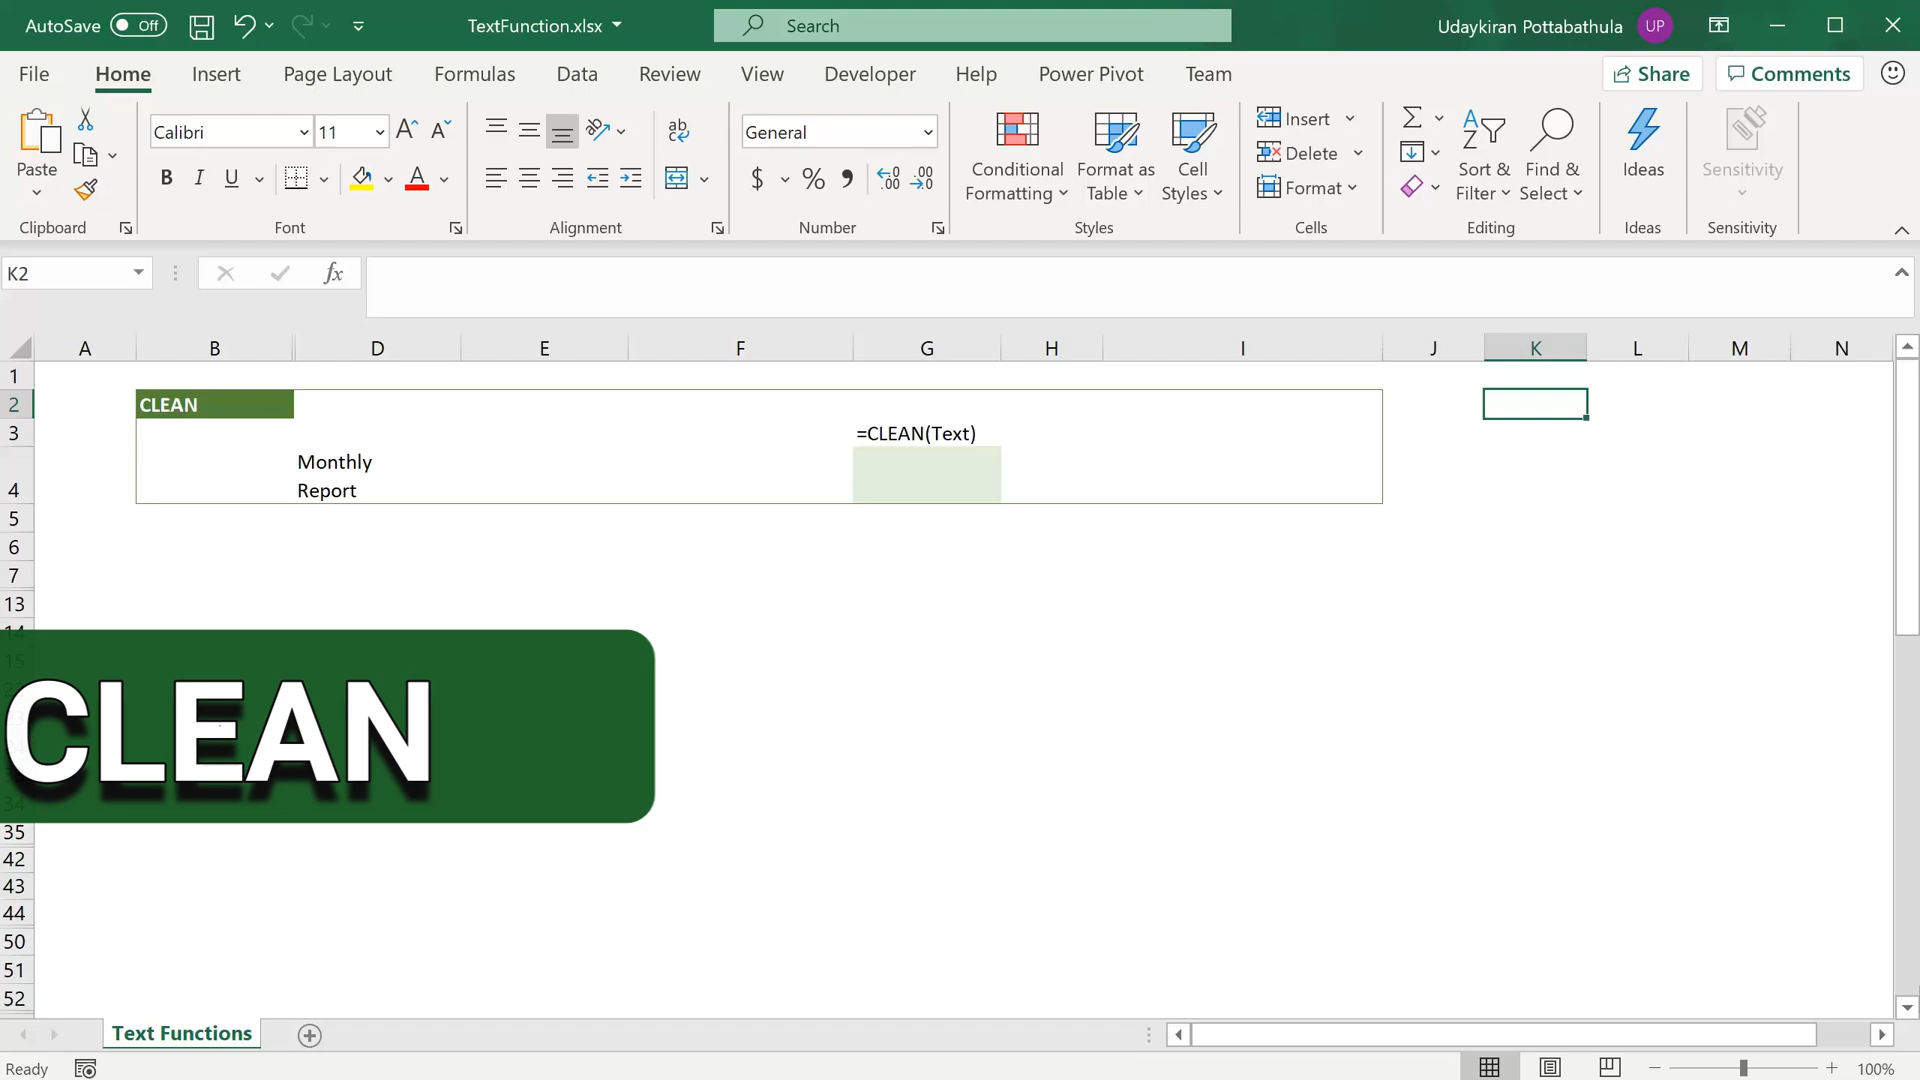 AutoSave Off TextFunction.xlsx Search Udaykiran Pottabathula UP
File Home Insert Page Layout Formulas Data Review View Developer Help Power Pivot Team Share Comments
Paste
Clipboard
Calibri 11
B I U
Font
Alignment
General
$ % 
Number
Conditional Formatting
Format as Table
Cell Styles
Styles
Insert
Delete
Format
Cells
Sort & Filter
Find & Select
Editing
Ideas
Ideas
Sensitivity
Sensitivity
K2 fx
A B D E F G H I J K L M N
1
2 CLEAN
3 =CLEAN(Text)
Monthly
4 Report
5
6
7
13
14
15
CLEAN
34
35
42
43
44
50
51
52
Text Functions
Ready 100%